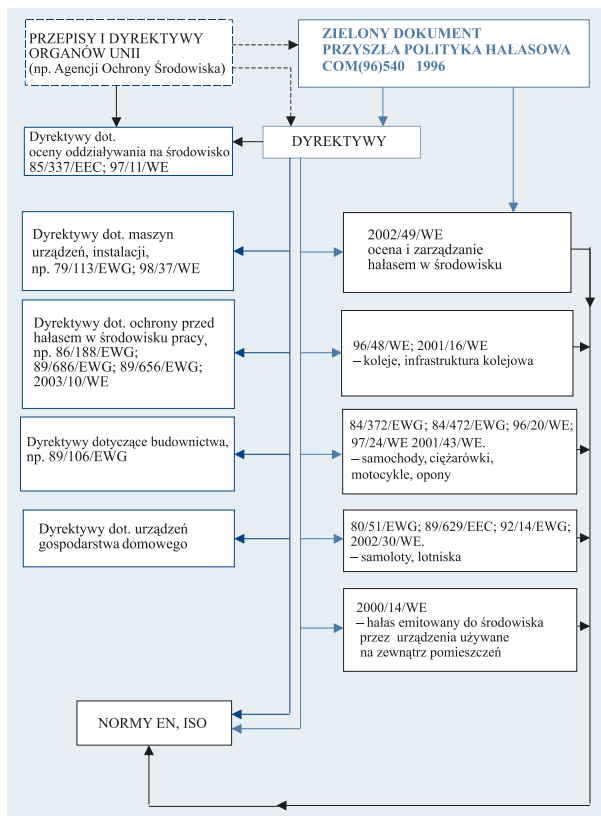 PRZEPISY I DYREKTYWY
ORGANÓW UNII
(np. Agencji Ochrony Środowiska)
ZIELONY DOKUMENT
PRZYSZŁA POLITYKA HAŁASOWA
COM(96)540 1996
Dyrektywy dot.
oceny oddziaływania na środowisko
85/337/EEC; 97/11/WE
DYREKTYWY
Dyrektywy dot. maszyn
urządzeń, instalacji,
np. 79/113/EWG; 98/37/WE
2002/49/WE
ocena i zarządzanie
hałasem w środowisku
Dyrektywy dot. ochrony przed
hałasem w środowisku pracy,
np. 86/188/EWG;
89/686/EWG; 89/656/EWG;
2003/10/WE
96/48/WE; 2001/16/WE
– koleje, infrastruktura kolejowa
Dyrektywy dotyczące budownictwa,
np. 89/106/EWG
84/372/EWG; 84/472/EWG; 96/20/WE;
97/24/WE 2001/43/WE.
– samochody, ciężarówki,
motocykle, opony
Dyrektywy dot. urządzeń
gospodarstwa domowego
80/51/EWG; 89/629/EEC; 92/14/EWG;
2002/30/WE.
– samoloty, lotniska
2000/14/WE
– hałas emitowany do środowiska
przez urządzenia używane
na zewnątrz pomieszczeń
NORMY EN, ISO